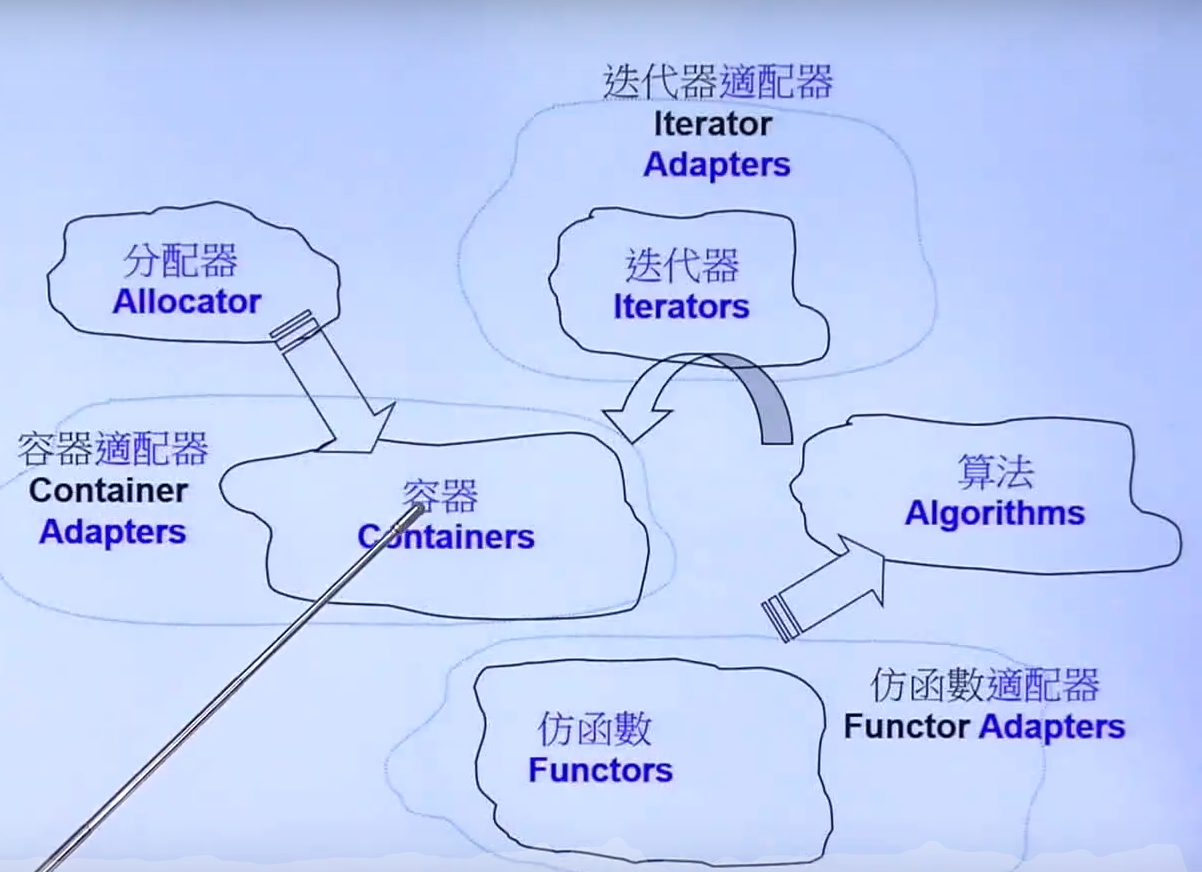 迭代器適配器
Iterator
Adapters
分配器
Allocator
迭代器
Iterators
容器適配器
Container
Adapters
容器
Containers
算法
Algorithms
仿函數適配器
Functor Adapters
仿函數
Functors